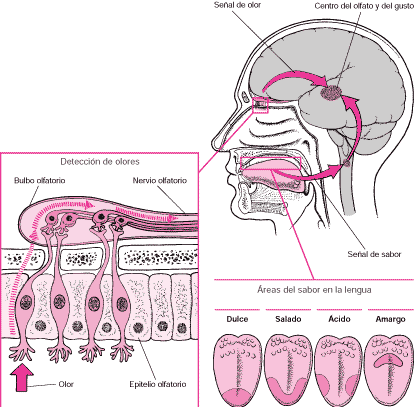 Señal de olor
Centro del olfato y del gusto
Detección de olores
Bulbo olfatorio
Nervio olfatorio
Señal de sabor
Áreas del sabor en la lengua
Dulce
Salado
Ácido
Amargo
Olor
Epitelio olfatorio